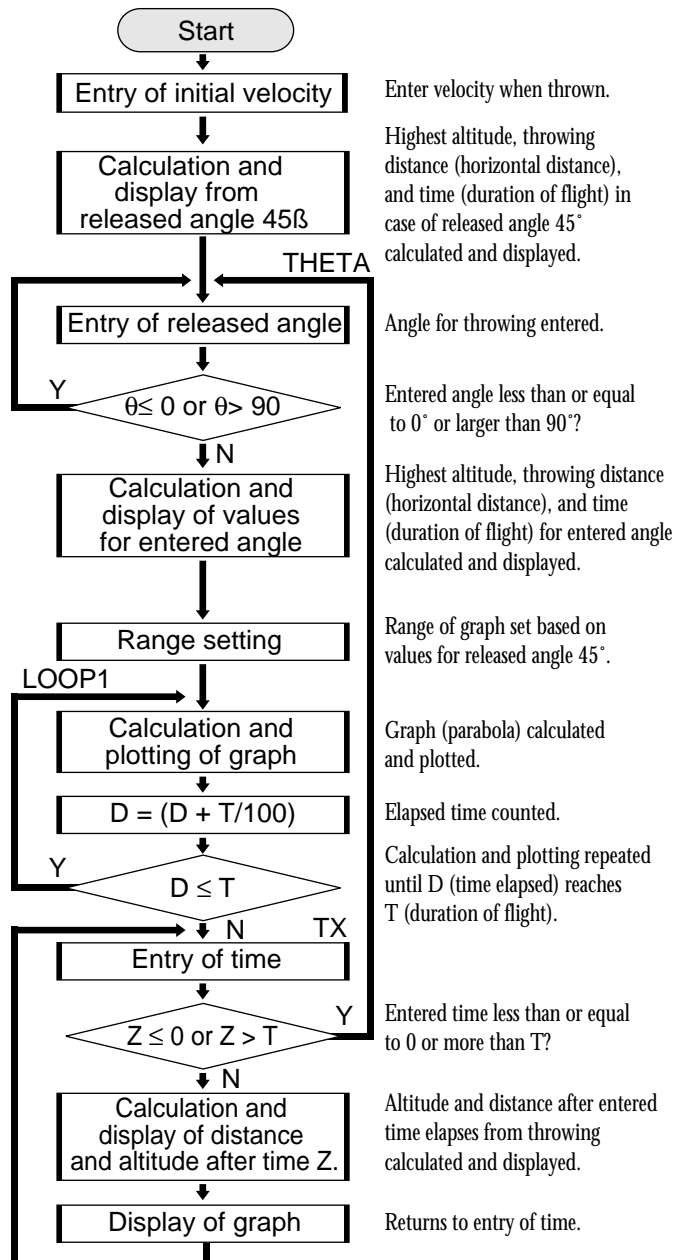 Start
Entry of initial velocity
Enter velocity when thrown.
Calculation and
display from
released angle 45ß
Highest altitude, throwing
distance (horizontal distance),
and time (duration of flight) in
case of released angle 45˚
calculated and displayed.
THETA
Entry of released angle
Angle for throwing entered.
Y
θ≤ 0 or θ> 90
Entered angle less than or equal
to 0˚ or larger than 90˚?
N
Calculation and
display of values
for entered angle
Highest altitude, throwing distance
(horizontal distance), and time
(duration of flight) for entered angle
calculated and displayed.
Range setting
Range of graph set based on
values for released angle 45˚.
LOOP1
Calculation and
plotting of graph
Graph (parabola) calculated
and plotted.
D = (D + T/100)
Elapsed time counted.
Y
D ≤ T
Calculation and plotting repeated
until D (time elapsed) reaches
T (duration of flight).
N
TX
Entry of time
Z ≤ 0 or Z > T
Y
Entered time less than or equal
to 0 or more than T?
N
Calculation and
display of distance
and altitude after time Z.
Altitude and distance after entered
time elapses from throwing
calculated and displayed.
Display of graph
Returns to entry of time.